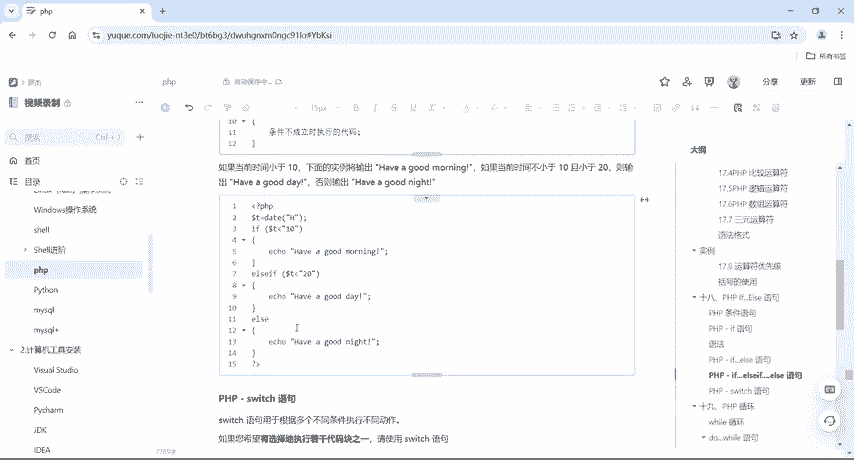 php
yuque.com/luojie-nt3e0/bt6bg3/dwuhgnxm0ngc91lo#YbKsi
所有书签
视频录制
php
自动保存中...
15px
分享
更新
搜索
Ctrl + J
首页
目录
Windows操作系统
shell
Shell进阶
php
Python
mysql
mysql+
2.计算机工具安装
Visual Studio
VSCode
Pycharm
JDK
IDEA
10 {
11 条件不成立时执行的代码;
12 }
如果当前时间小于 10，下面的实例将输出 "Have a good morning!"，如果当前时间不小于 10 且小于 20，则输
出 "Have a good day!"，否则输出 "Have a good night!"
1 <?php
2 $t=date("H");
3 if ($t<"10")
4 {
5 echo "Have a good morning!";
6 }
7 elseif ($t<"20")
8 {
9 echo "Have a good day!";
10 }
11 else
12 {
13 echo "Have a good night!";
14 }
15 ?>
PHP - switch 语句
switch 语句用于根据多个不同条件执行不同动作。
如果您希望有选择地执行若干代码块之一，请使用 switch 语句
7769字
大纲
17.4PHP 比较运算符
17.5PHP 逻辑运算符
17.6PHP 数组运算符
17.7 三元运算符
语法格式
实例
17.8 运算符优先级
括号的使用
十八、PHP If...Else 语句
PHP 条件语句
PHP - if 语句
语法
PHP - if...else 语句
PHP - if...elseif....else 语句
PHP - switch 语句
十九、PHP 循环
while 循环
do...while 语句